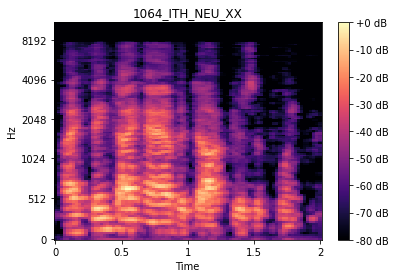 1064_ITH_NEU_XX
+0 dB
8192
-10 dB
4096
-20 dB
-30 dB
2048
Hz
-40 dB
1024
-50 dB
512
-60 dB
-70 dB
0
-80 dB
0 0.5 1 1.5 2
Time